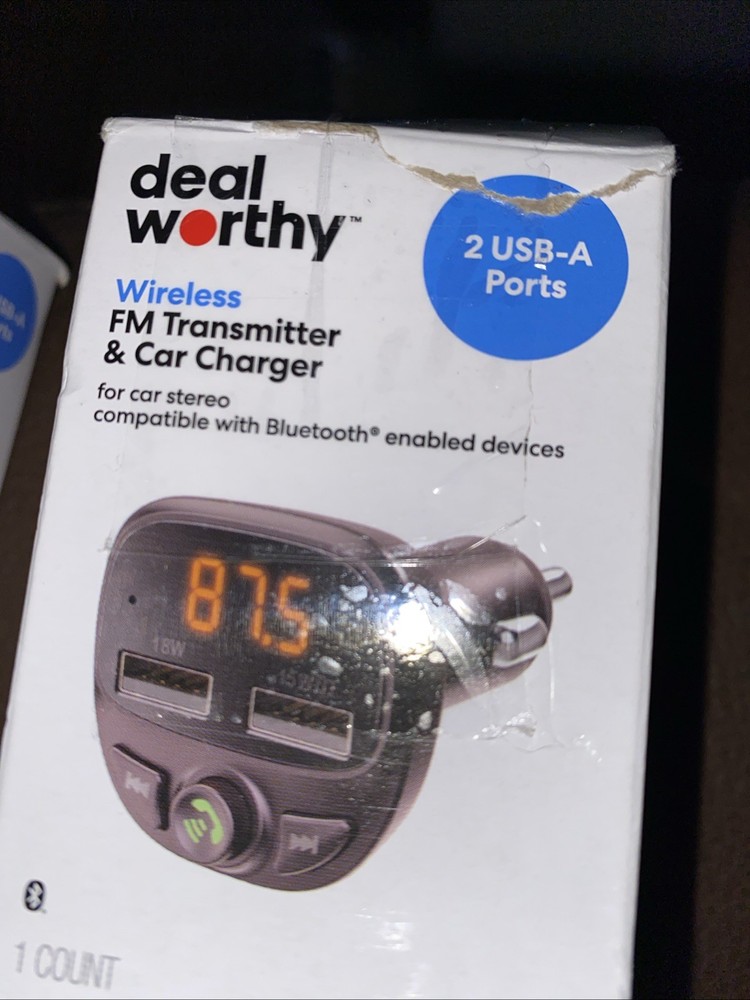 deal
worthy™
2 USB-A
Ports
Wireless
FM Transmitter
& Car Charger
for car stereo
compatible with Bluetooth® enabled devices
87.5
18W
1 COUNT